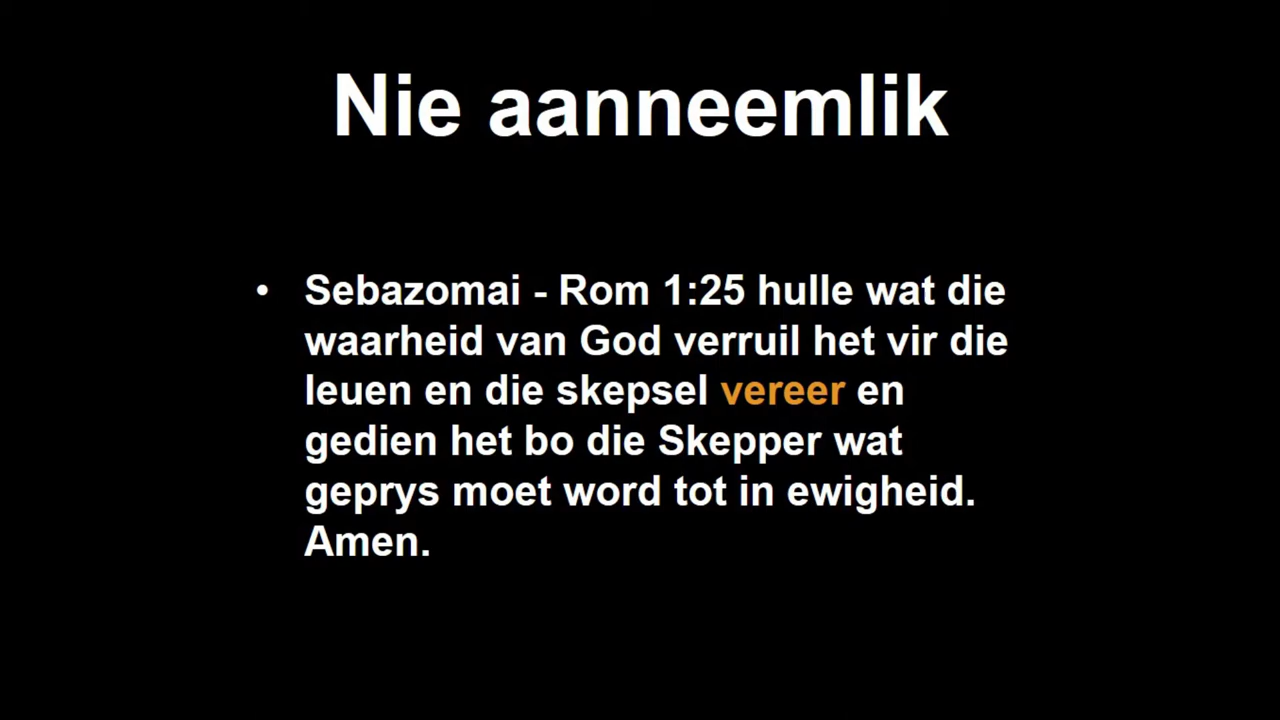 Nie aanneemlik
• Sebazomai - Rom 1:25 hulle wat die
waarheid van God verruil het vir die
leuen en die skepsel vereer en
gedien het bo die Skepper wat
geprys moet word tot in ewigheid.
Amen.